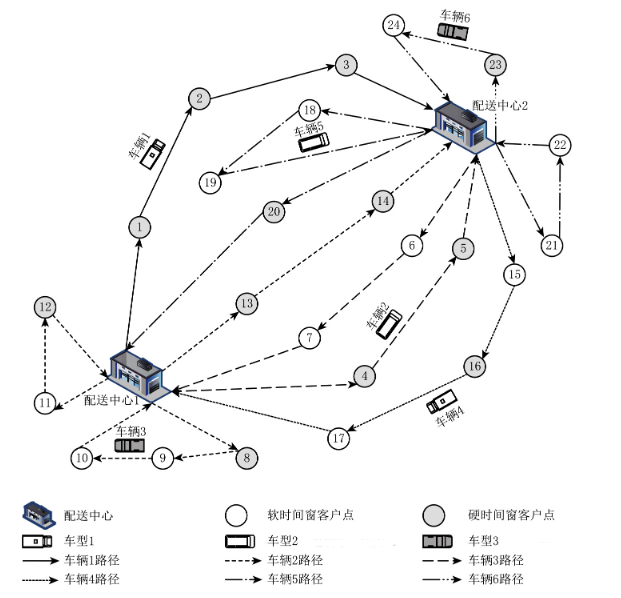 24
车辆6
23
3
2
配送中心2
18
车辆5
22
车辆1
19
14
20
1
6
5
21
15
13
12
车辆2
7
16
4
配送中心1
11
车辆4
车辆3
17
10
9
8
配送中心
软时间窗客户点
硬时间窗客户点
车型1
车型2
车型3
车辆1路径
车辆2路径
车辆3路径
车辆4路径
车辆5路径
车辆6路径